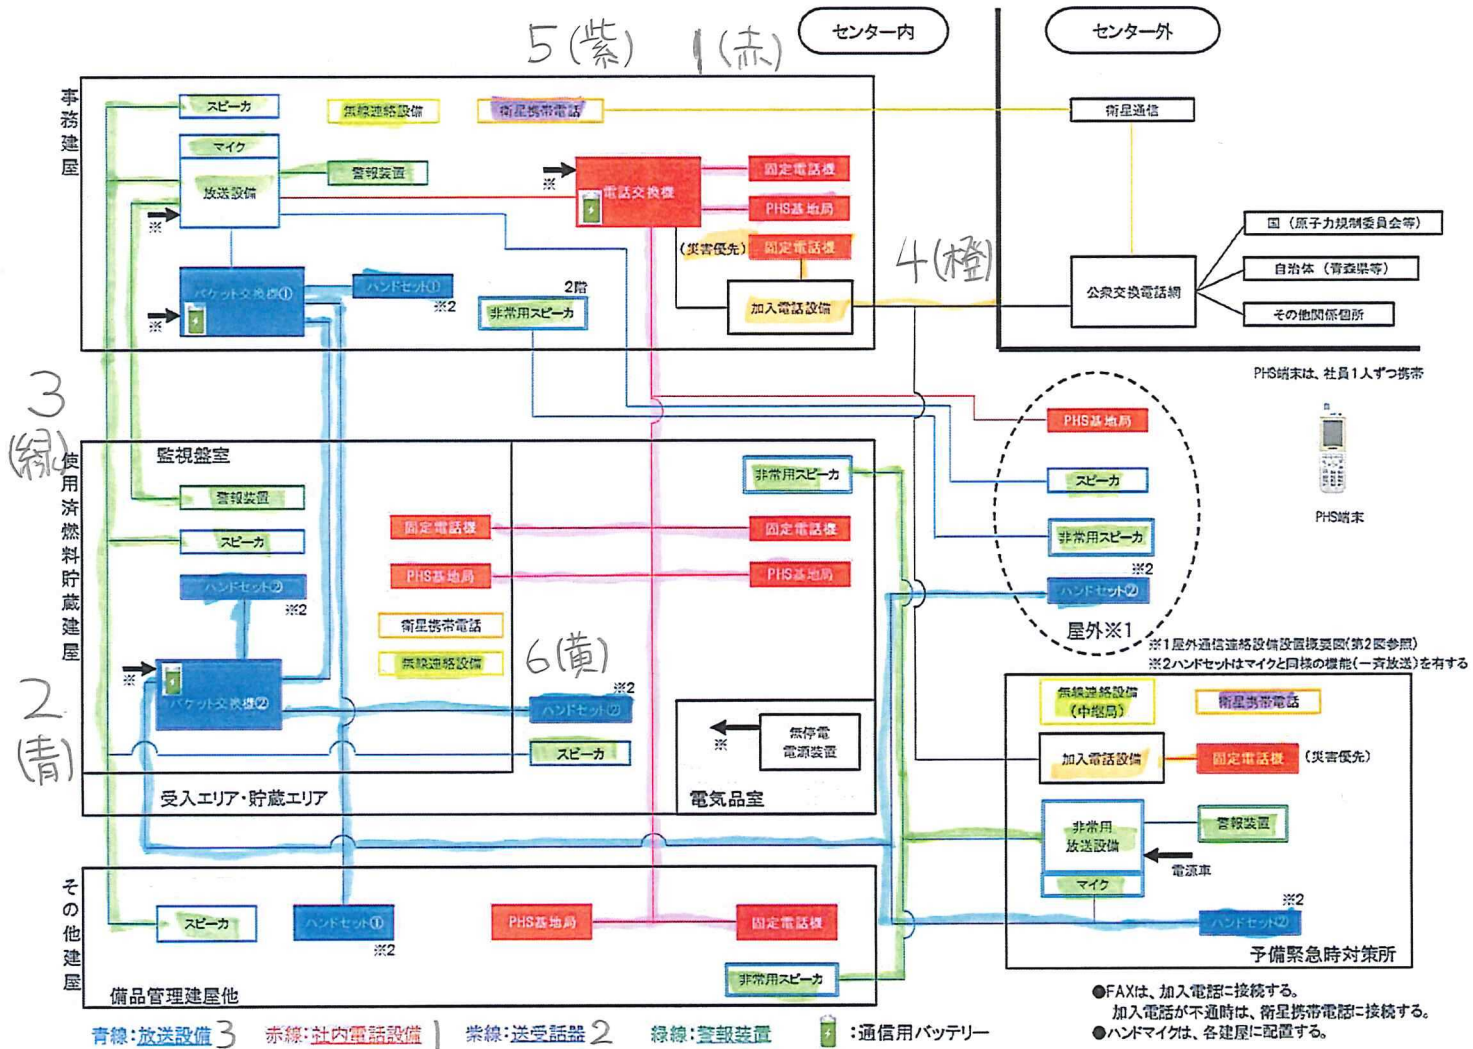 5(紫) 1(赤)
センター内
センター外
事務建屋
スピーカ
無線連絡設備
衛星携帯電話
衛星通信
マイク
放送設備
警報装置
※
※
電話交換機
固定電話機
PHS基地局
(災害優先)
固定電話機
4(橙)
国(原子力規制委員会等)
自治体(青森県等)
その他関係個所
公衆交換電話網
パケット交換機①
※
ハンドセット①
※2
2階
非常用スピーカ
加入電話設備
PHS端末は、社員1人ずつ携帯
PHS端末
3
(緑)
使用済燃料貯蔵建屋
監視盤室
警報装置
スピーカ
ハンドセット②
※2
固定電話機
固定電話機
PHS基地局
PHS基地局
非常用スピーカ
衛星携帯電話
無線連絡設備
6(黄)
※
パケット交換機②
※2
ハンドセット②
スピーカ
2
(青)
受入エリア・貯蔵エリア
※
無停電
電源装置
電気品室
PHS基地局
スピーカ
非常用スピーカ
※2
ハンドセット②
屋外※1
※1屋外通信連絡設備設置概要図(第2図参照)
※2ハンドセットはマイクと同様の機能(一斉放送)を有する
無線連絡設備
(中継局)
衛星携帯電話
加入電話設備
固定電話機
(災害優先)
非常用
放送設備
警報装置
電源車
マイク
※2
ハンドセット②
予備緊急時対策所
その他建屋
スピーカ
ハンドセット①
※2
PHS基地局
固定電話機
非常用スピーカ
備品管理建屋他
●FAXは、加入電話に接続する。
加入電話が不通時は、衛星携帯電話に接続する。
●ハンドマイクは、各建屋に配置する。
青線:放送設備 3 赤線:社内電話設備 1 紫線:送受話器 2 緑線:警報装置 :通信用バッテリー